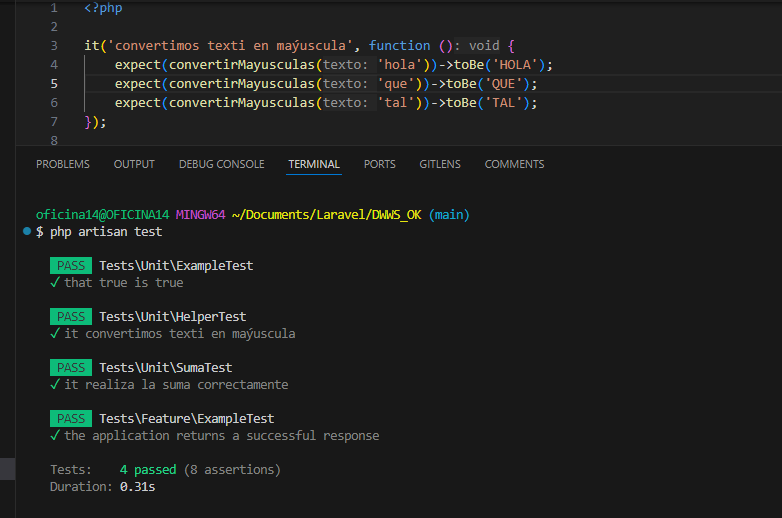 1 <?php
2
3 it('convertimos texti en maýuscula', function (): void {
4 expect(convertirMayusculas(texto: 'hola'))->toBe('HOLA');
5 expect(convertirMayusculas(texto: 'que'))->toBe('QUE');
6 expect(convertirMayusculas(texto: 'tal'))->toBe('TAL');
7 });
8
PROBLEMS OUTPUT DEBUG CONSOLE TERMINAL PORTS GITLENS COMMENTS
oficina14@OFICINA14 MINGW64 ~/Documents/Laravel/DWWS_OK (main)
$ php artisan test
PASS Tests\Unit\ExampleTest
✓ that true is true
PASS Tests\Unit\HelperTest
✓ it convertimos texti en maýuscula
PASS Tests\Unit\SumaTest
✓ it realiza la suma correctamente
PASS Tests\Feature\ExampleTest
✓ the application returns a successful response
Tests: 4 passed (8 assertions)
Duration: 0.31s